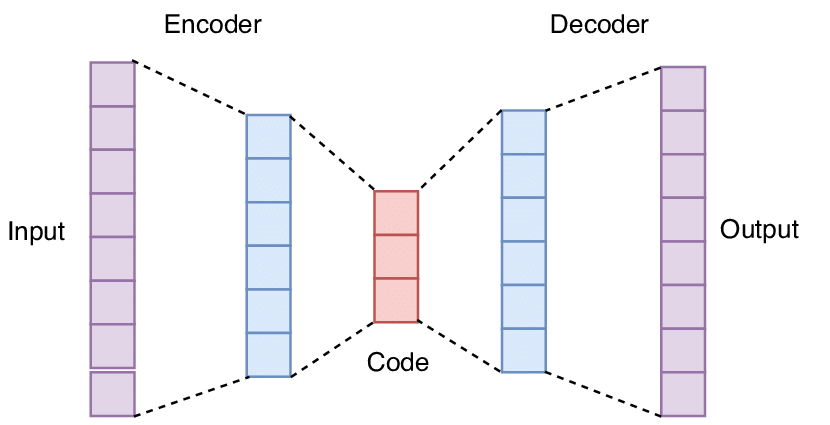 Encoder
Decoder
Input
Output
Code